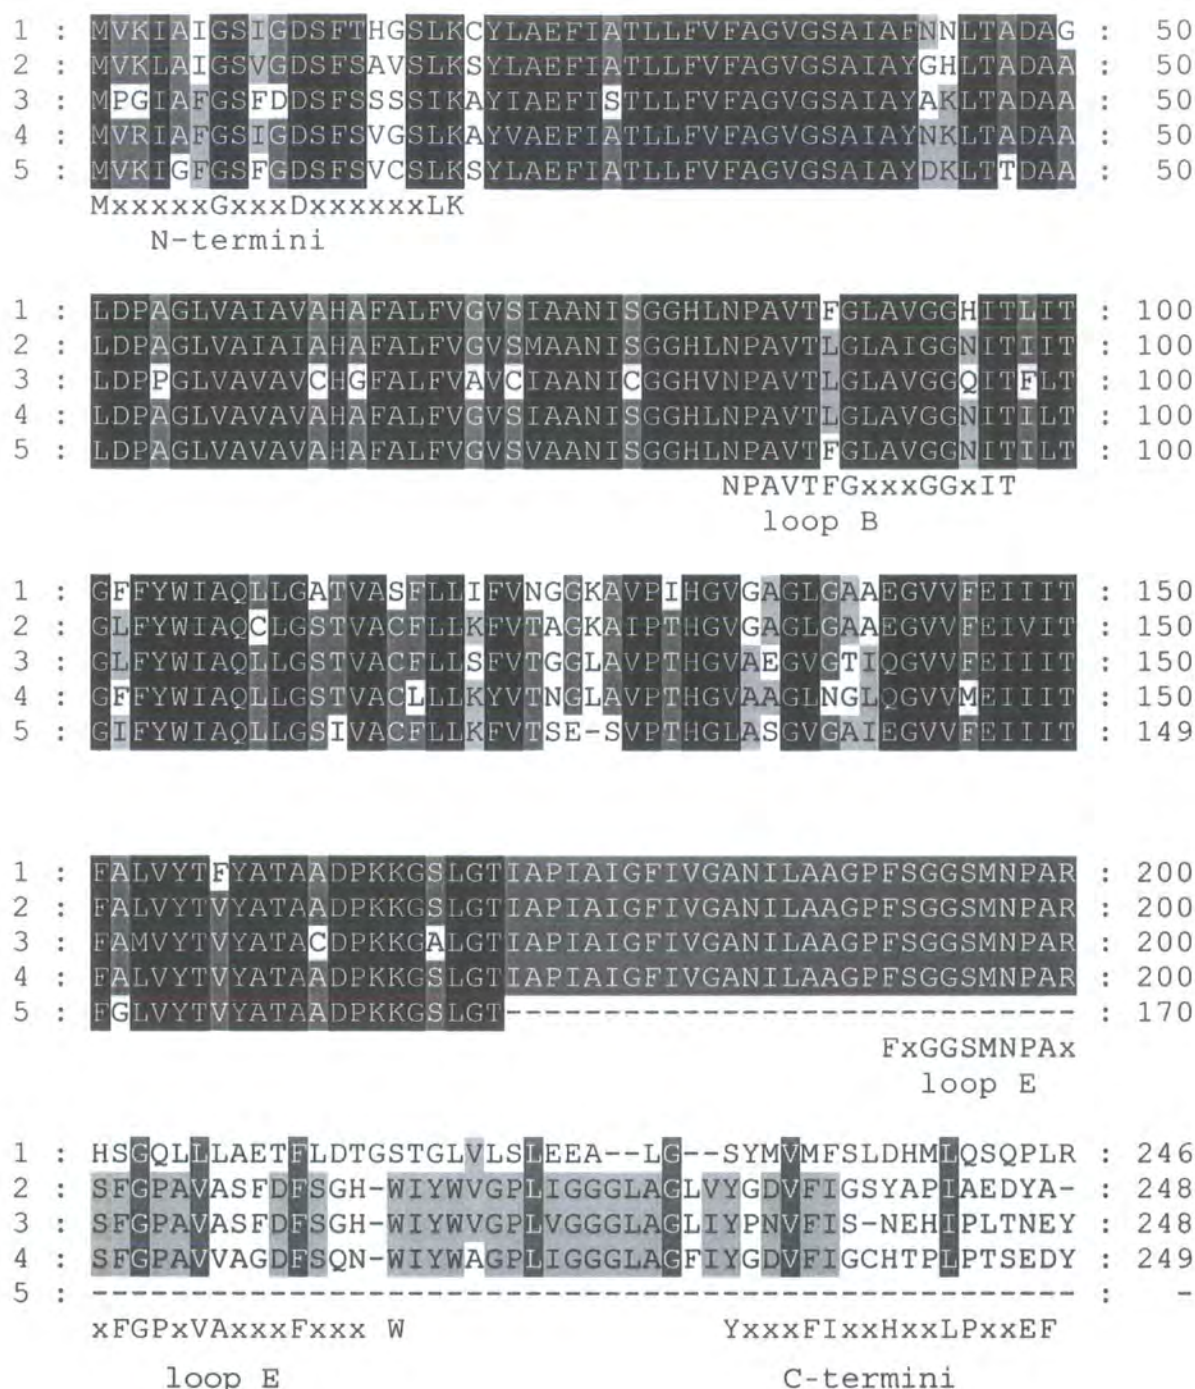 1 : MVKIAIGSIGDSFTHGSLKCYLAEFIATLLFVFAGVGSAIAFNNLTADAG : 50
2 : MVKLAIGSVGDSFSAVSLKSYLAEFIATLLFVFAGVGSAIAYGHLTADAA : 50
3 : MPGIAFGSFDDSFSSSSIKAYIAEFISTLLFVFAGVGSAIAYAKLTADAA : 50
4 : MVRIAFGSIGDSFSVGSLKAYVAEFIATLLFVFAGVGSAIAYNKLTADAA : 50
5 : MVKIGFGSFGDSFSVCSLKSYLAEFIATLLFVFAGVGSAIAYDKLTTDAA : 50
MxxxxxGxxxDxxxxxxLK
N-termini
1 : LDPAGLVAIAVAHAFALFVGVSIAANISGGHLNPAVTFGLAVGGHITLIT : 100
2 : LDPAGLVAIAIAHAFALFVGVSMAANISGGHLNPAVTLGLAIGGNITIIT : 100
3 : LDPPGLVAVAVCHGFALFVAVCIAANICGGHVNPAVTLGLAVGGQITFLT : 100
4 : LDPAGLVAVAVAHAFALFVGVSIAANISGGHLNPAVTLGLAVGGNITILT : 100
5 : LDPAGLVAVAVAHAFALFVGVSVAANISGGHLNPAVTFGLAVGGNITILT : 100
NPAVTFGxxxGGxIT
loop B
1 : GFFYWIAQLLGATVASFLLIFVNGGKAVPIHGVGAGLGAAEGVVFEIIIT : 150
2 : GLFYWIAQCLGSTVACFLLKFVTAGKAIPTHGVGAGLGAAEGVVFEIVIT : 150
3 : GLFYWIAQLLGSTVACFLLSFVTGGLAVPTHGVAEGVGTIQGVVFEIIIT : 150
4 : GFFYWIAQLLGSTVACLLLKYVTNGLAVPTHGVAAGLNGLQGVVMEIIIT : 150
5 : GIFYWIAQLLGSIVACFLLKFVTSE-SVPTHGLASGVGAIEGVVFEIIIT : 149
1 : FALVYTFYATAADPKKGSLGTIAPIAIGFIVGANILAAGPFSGGSMNPAR : 200
2 : FALVYTVYATAADPKKGSLGTIAPIAIGFIVGANILAAGPFSGGSMNPAR : 200
3 : FAMVYTVYATACDPKKGALGTIAPIAIGFIVGANILAAGPFSGGSMNPAR : 200
4 : FALVYTVYATAADPKKGSLGTIAPIAIGFIVGANILAAGPFSGGSMNPAR : 200
5 : FGLVYTVYATAADPKKGSLGT----------------------------- : 170
FxGGSMNPAx
loop E
1 : HSGQLLLAETFLDTGSTGLVLSLEEA--LG--SYMVMFSLDHMLQSQPLR : 246
2 : SFGPAVASFDFSGH-WIYWVGPLIGGGLAGLVYGDVFIGSYAPIAEDYA- : 248
3 : SFGPAVASFDFSGH-WIYWVGPLVGGGLAGLIYPNVFIS-NEHIPLTNEY : 248
4 : SFGPAVVAGDFSQN-WIYWAGPLIGGGLAGFIYGDVFIGCHTPLPTSEDY : 249
5 : -------------------------------------------------- : -
xFGPxVAxxxFxxx W YxxxFIxxHxxLPxxEF
loop E C-termini